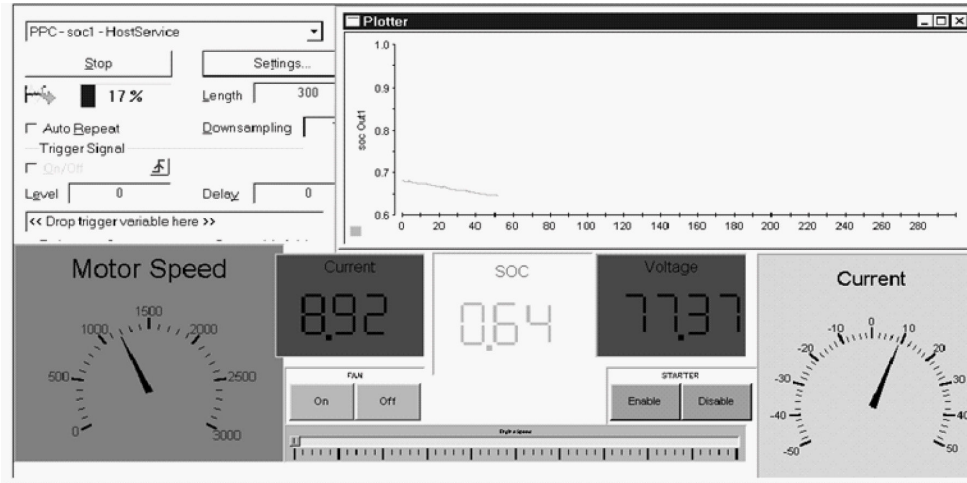 PPC - soc1 - HostService
Stop
Settings...
17 %
Length 300
Auto Repeat
Downsampling
Trigger Signal
On/Off
Level 0
Delay 0
<< Drop trigger variable here >>
Plotter
soc Out1
1.0
0.9
0.8
0.7
0.6
0 20 40 60 80 100 120 140 160 180 200 220 240 260 280
Motor Speed
0 500 1000 1500 2000 2500 3000
Current
8.92
SOC
0.64
Voltage
77.37
FAN
On Off
STARTER
Enable Disable
Current
-50 -40 -30 -20 -10 0 10 20 30 40 50